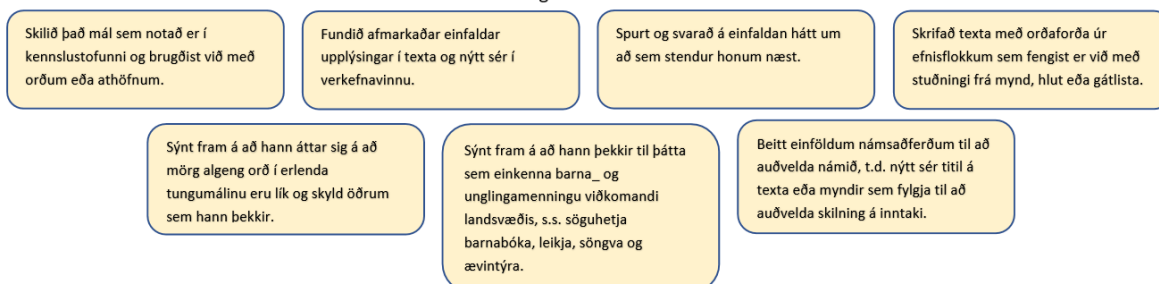 Skilið það mál sem notað er í
kennslustofunni og brugðist við með
orðum eða athöfnum.
Fundið afmarkaðar einfaldar
upplýsingar í texta og nýtt sér í
verkefnavinnu.
Spurt og svarað á einfaldan hátt um
að sem stendur honum næst.
Skrifað texta með orðaforða úr
efnisflokkum sem fengist er við með
stuðningi frá mynd, hlut eða gátlista.
Sýnt fram á að hann áttar sig á að
mörg algeng orð í erlenda
tungumálinu eru lík og skyld öðrum
sem hann þekkir.
Sýnt fram á að hann þekkir til þátta
sem einkenna barna_ og
unglingamenningu viðkomandi
landsvæðis, s.s. söguhetja
barnabóka, leikja, söngva og
ævintýra.
Beitt einföldum námsaðferðum til að
auðvelda námið, t.d. nýtt sér titil á
texta eða myndir sem fylgja til að
auðvelda skilning á inntaki.